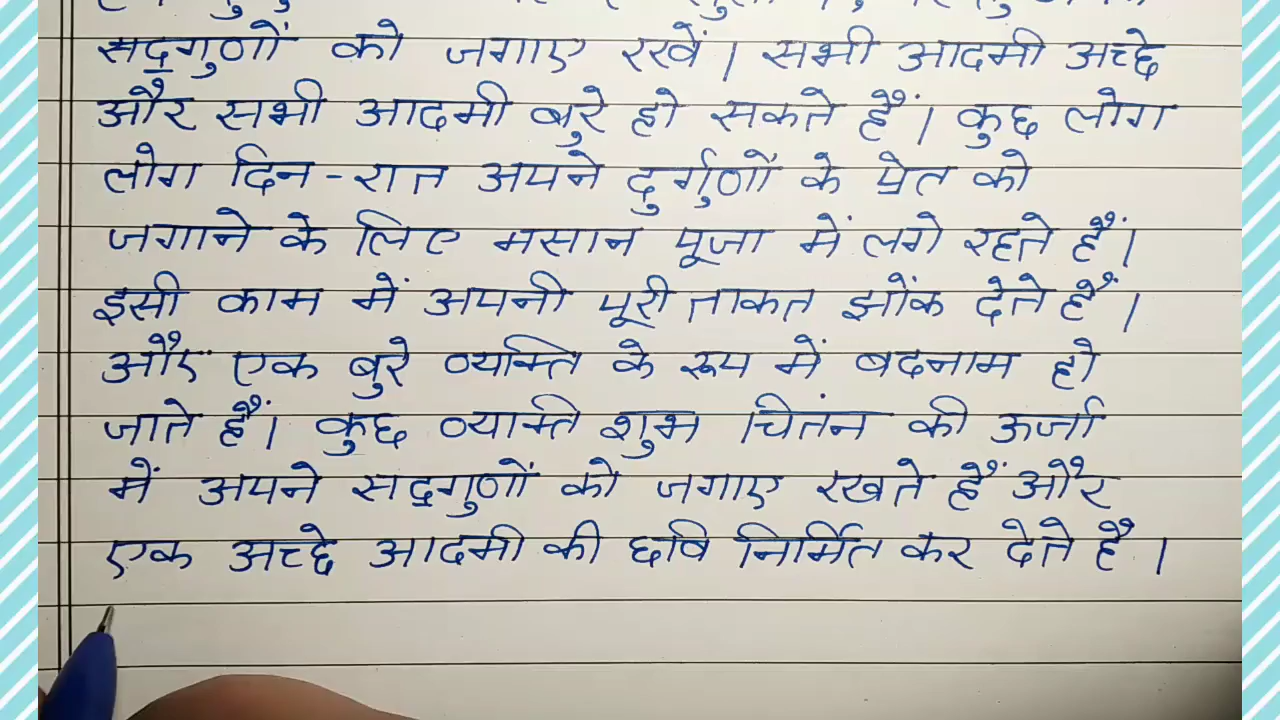 सद्गुणों को जगाए रखें। सभी आदमी अच्छे
और सभी आदमी बुरे हो सकते हैं। कुछ लोग
लोग दिन-रात अपने दुर्गुणों के प्रेत को
जगाने के लिए मसान पूजा में लगे रहते हैं।
इसी काम में अपनी पूरी ताकत झोंक देते हैं।
और एक बुरे व्यक्ति के रूप में बदनाम हो
जाते हैं। कुछ व्यक्ति शुभ चितंन की ऊर्जा
में अपने सद्गुणों को जगाए रखते हैं और
एक अच्छे आदमी की छवि निर्मित कर देते है।